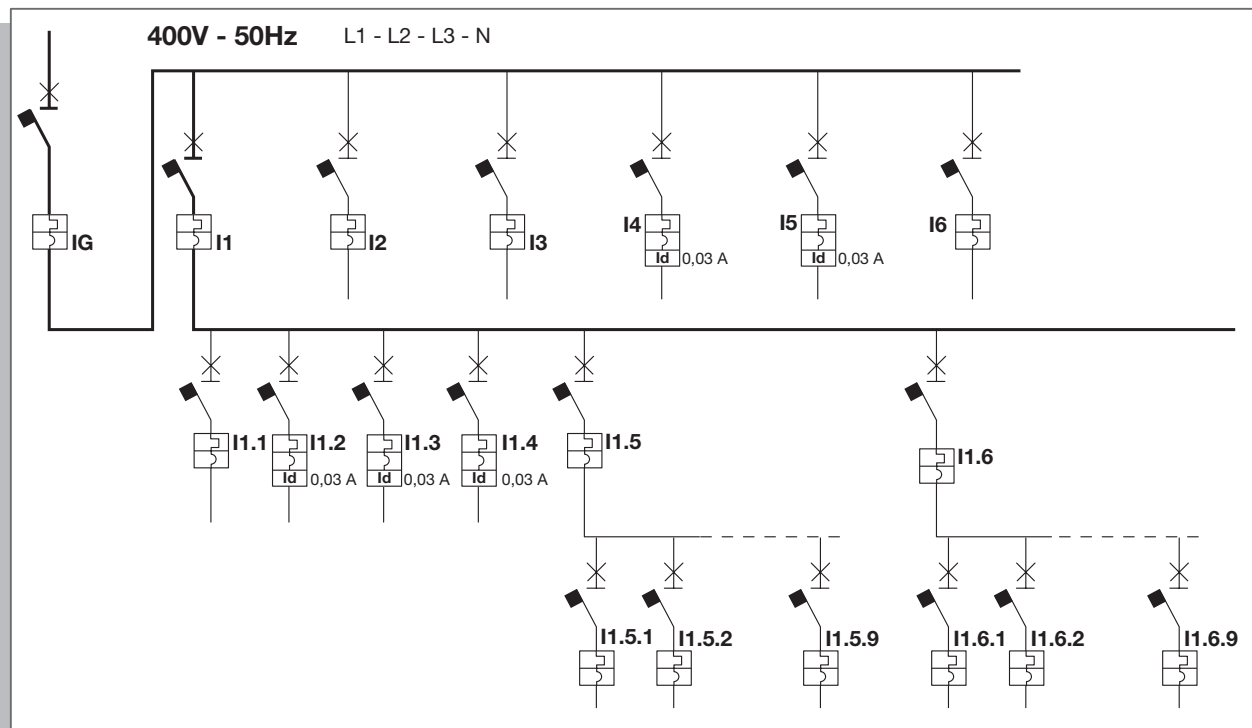 400V - 50Hz L1 - L2 - L3 - N
IG I1 I2 I3 I4 I5 I6
Id 0,03 A Id 0,03 A
I1.1 I1.2 I1.3 I1.4 I1.5 I1.6
Id 0,03 A Id 0,03 A Id 0,03 A
I1.5.1 I1.5.2 I1.5.9 I1.6.1 I1.6.2 I1.6.9